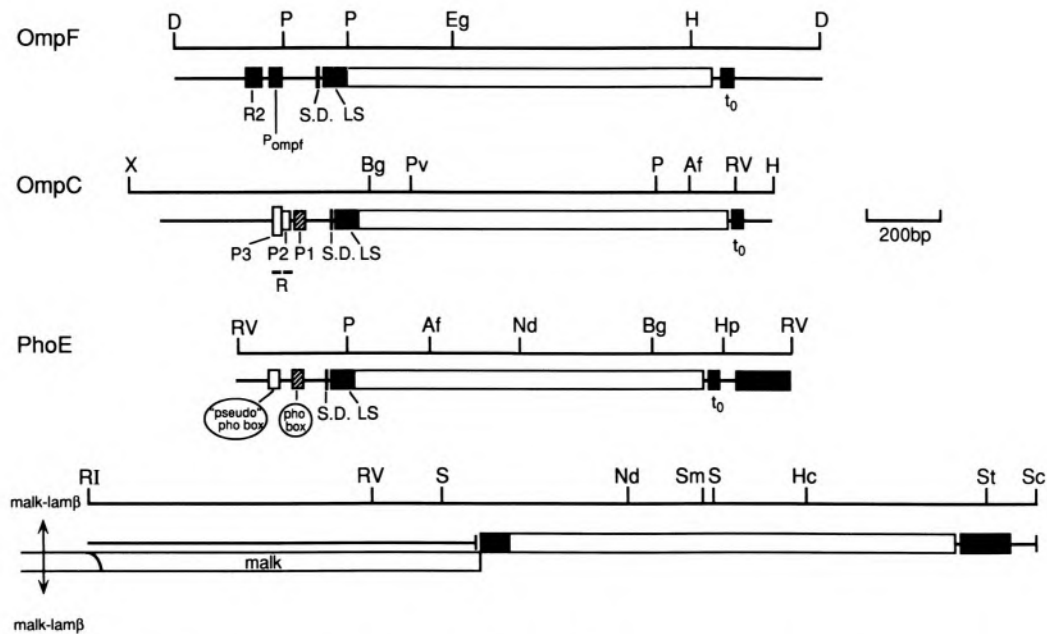 D P P Eg H D
OmpF
R2 S.D. LS t0
Pompf
X Bg Pv P Af RV H
OmpC
P3 P2 P1 S.D. LS t0 200bp
R
RV P Af Nd Bg Hp RV
PhoE
"pseudo" pho box
pho box
S.D. LS t0
RI RV S Nd Sm S Hc St Sc
malk-lamβ
malk
malk-lamβ